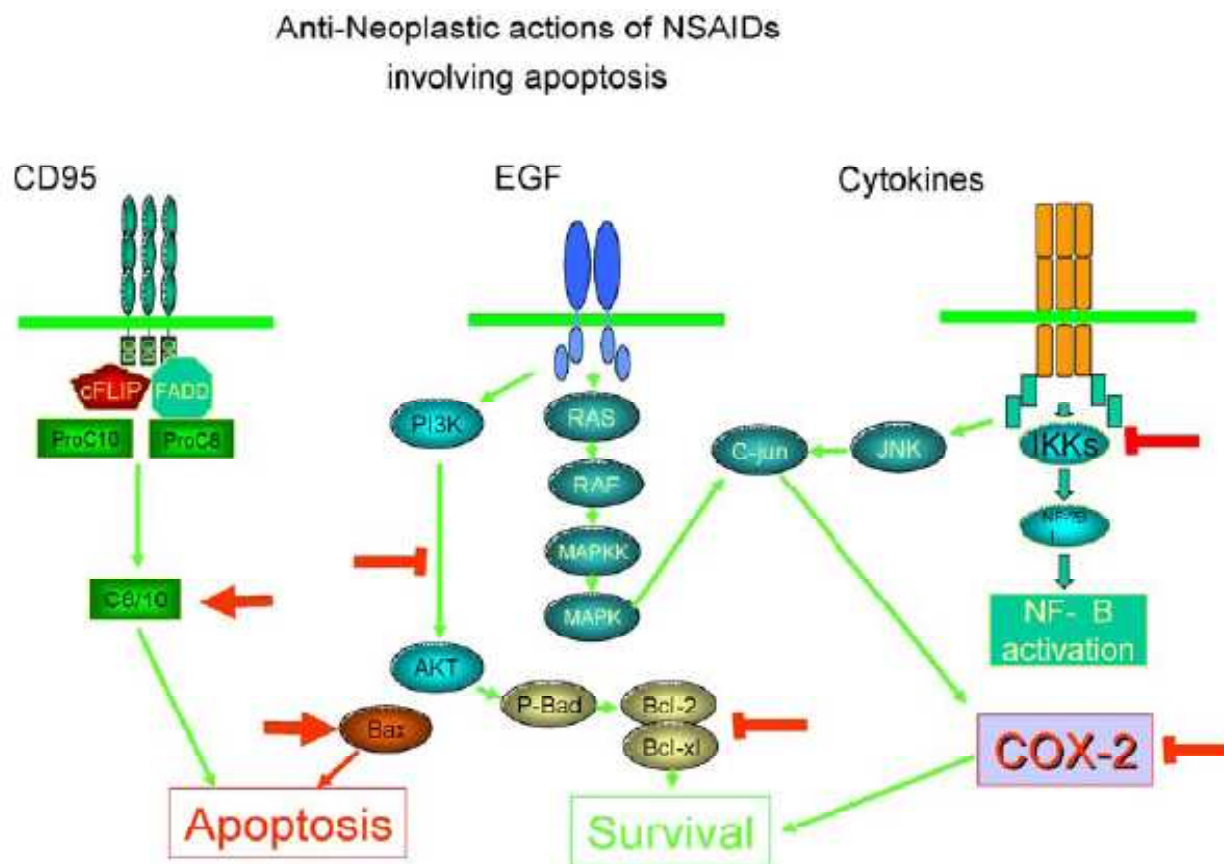 Anti-Neoplastic actions of NSAIDs
involving apoptosis
CD95
EGF
Cytokines
cFLIP
FADD
ProC10
ProC8
PI3K
RAS
C-jun
JNK
IKKs
RAF
MAPKK
C8/10
MAPK
NF- B
activation
AKT
P-Bad
Bcl-2
Bax
Bcl-xl
COX-2
Apoptosis
Survival